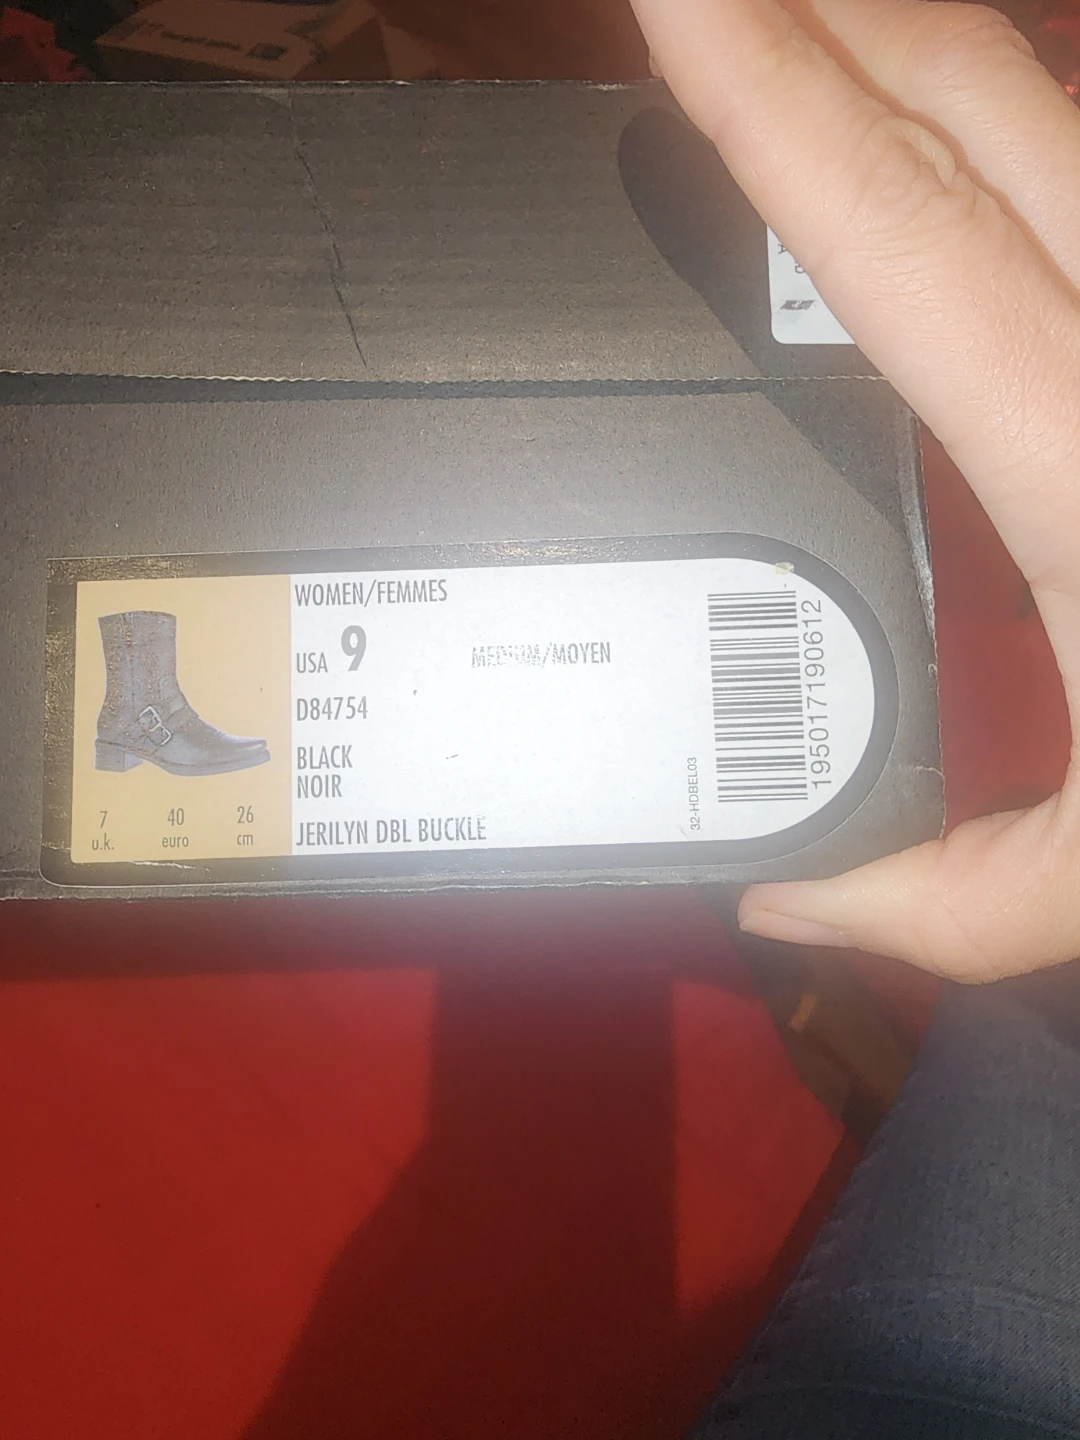 WOMEN/FEMMES
USA 9 MEDIUM/MOYEN
D84754
BLACK
NOIR
JERILYN DBL BUCKLE
7 40 26
u.k. euro cm
32-HDBEL03
195017190612